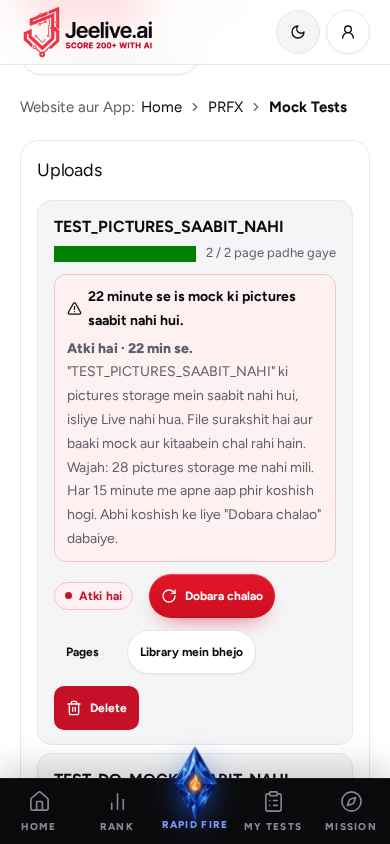 Jeelive.ai
SCORE 200+ WITH AI
Website aur App: Home > PRFX > Mock Tests
Uploads
TEST_PICTURES_SAABIT_NAHI
2 / 2 page padhe gaye
22 minute se is mock ki pictures
saabit nahi hui.
Atki hai · 22 min se.
"TEST_PICTURES_SAABIT_NAHI" ki
pictures storage mein saabit nahi hui,
isliye Live nahi hua. File surakshit hai aur
baaki mock aur kitaabein chal rahi hain.
Wajah: 28 pictures storage me nahi mili.
Har 15 minute me apne aap phir koshish
hogi. Abhi koshish ke liye "Dobara chalao"
dabaiye.
Atki hai
Dobara chalao
Pages
Library mein bhejo
Delete
HOME
RANK
RAPID FIRE
MY TESTS
MISSION